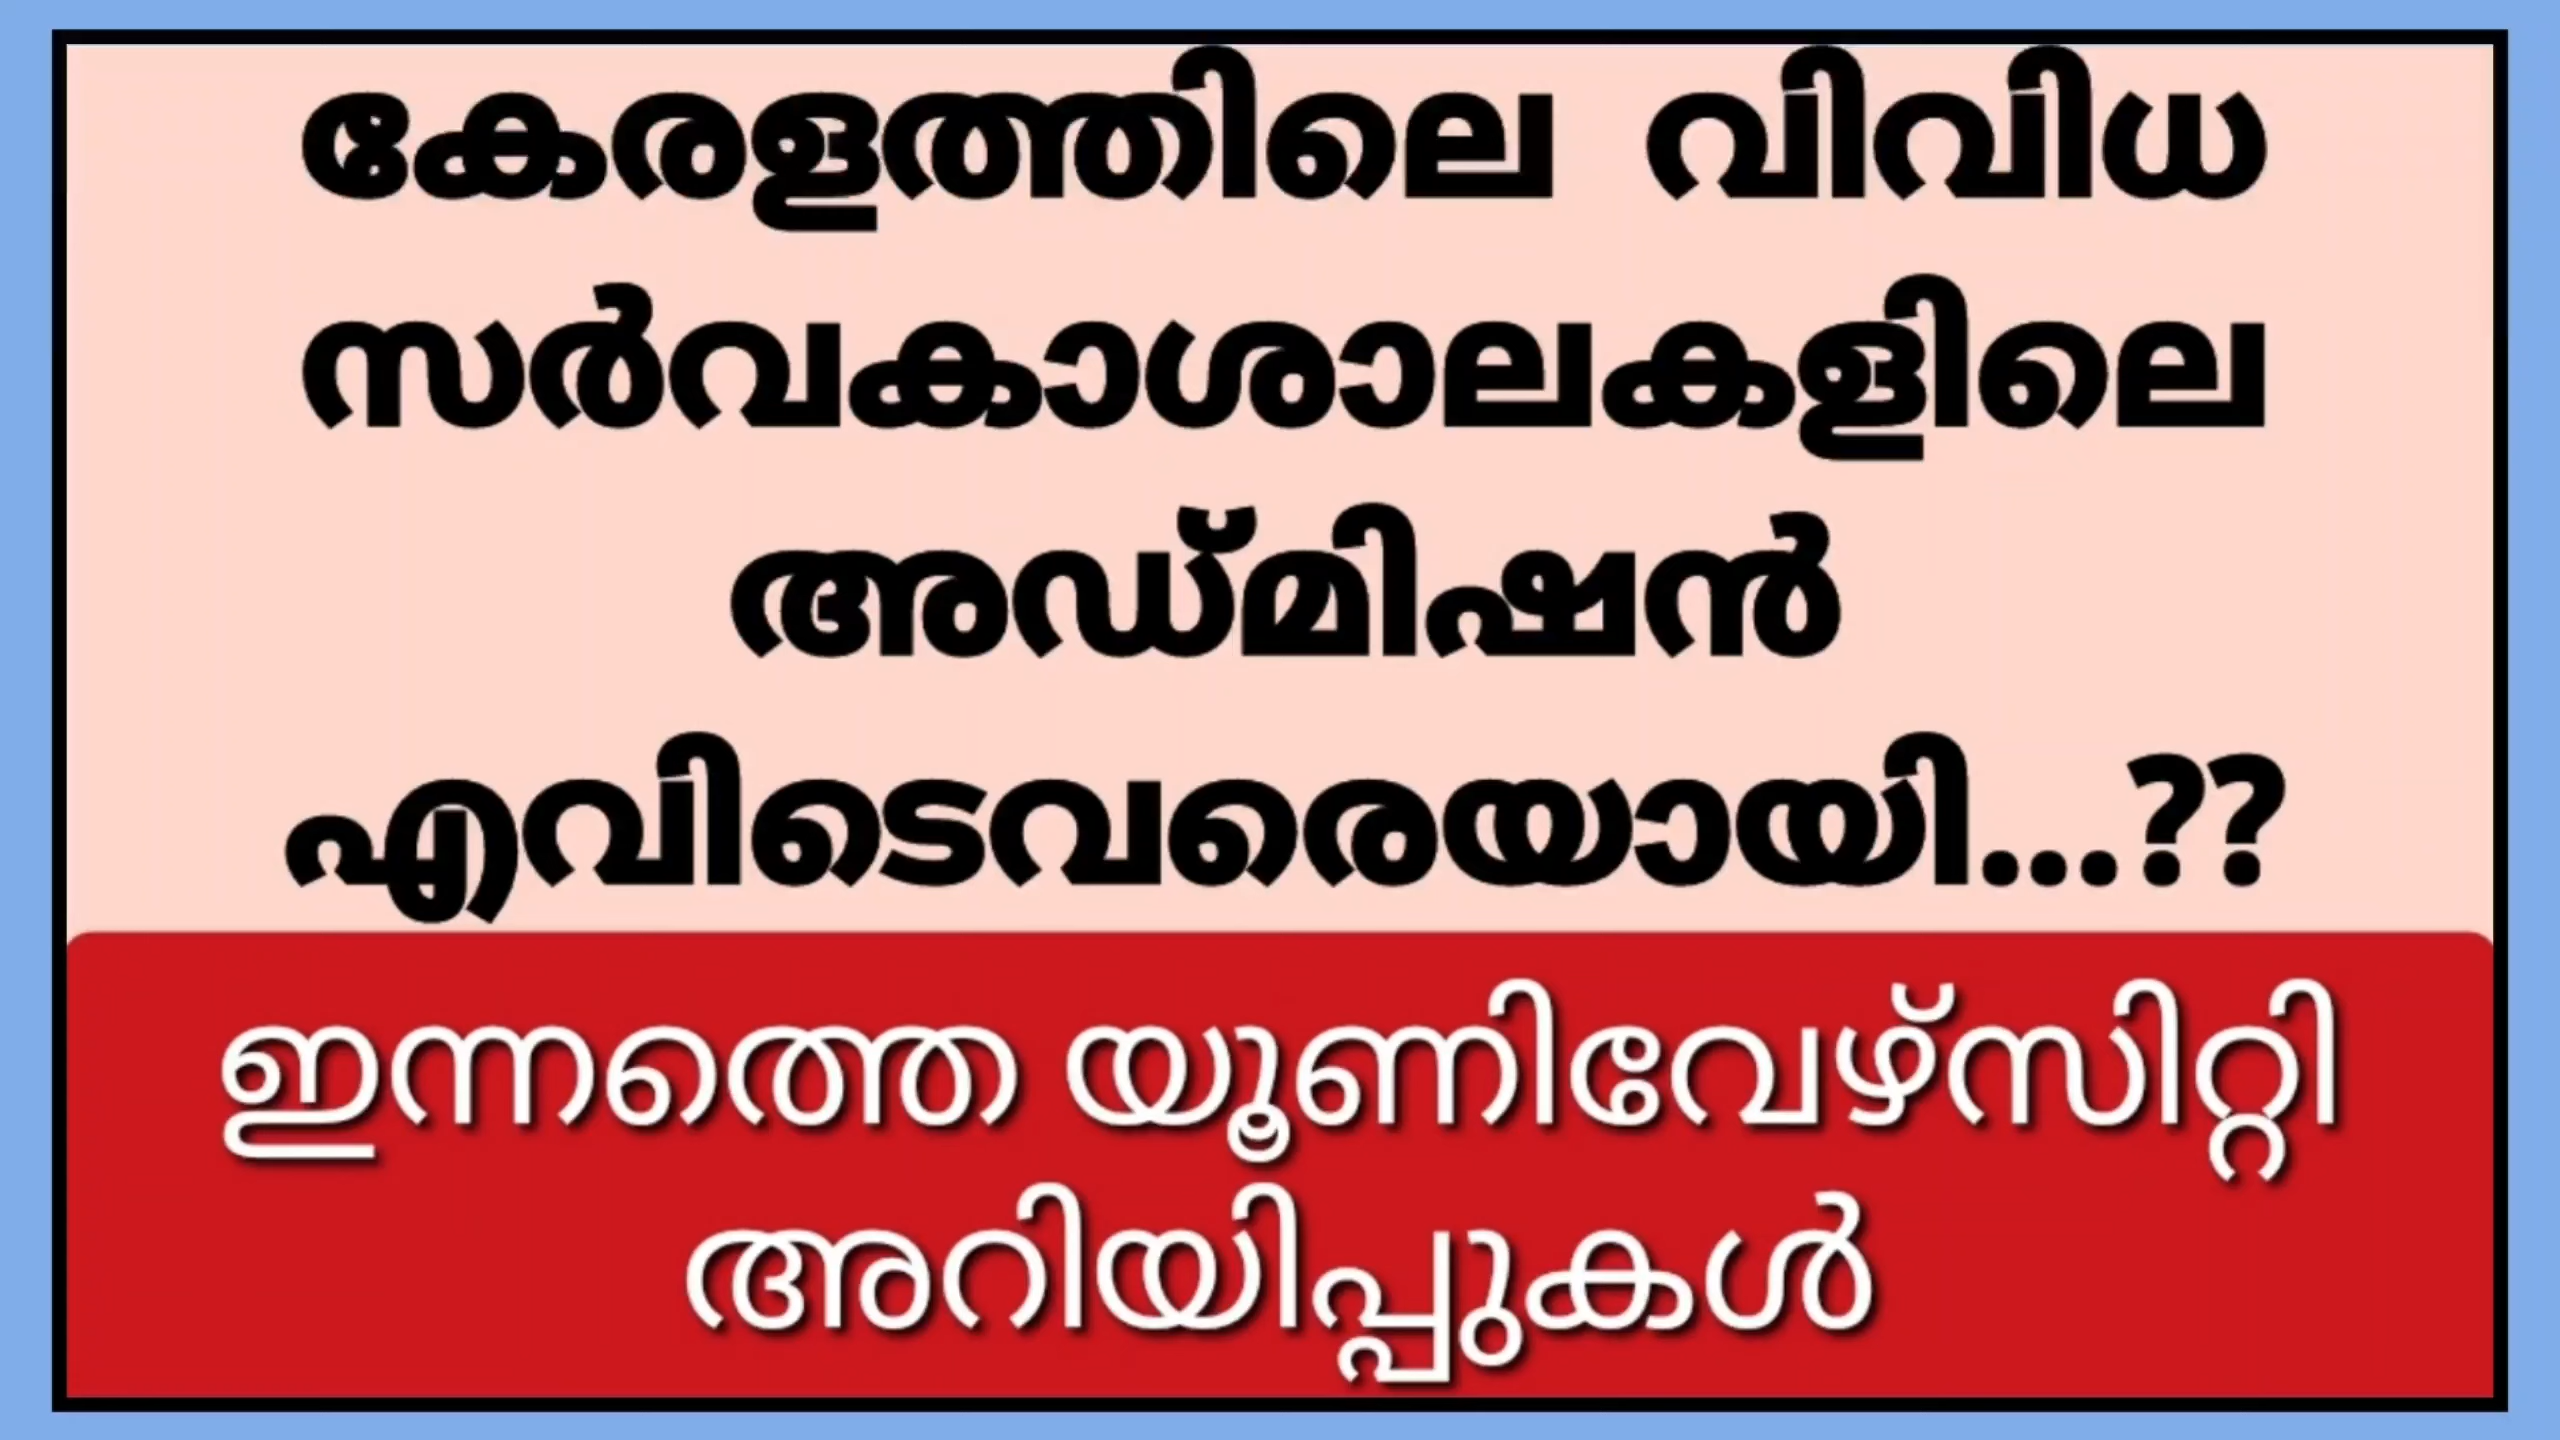 കേരളത്തിലെ വിവിധ
സർവകാശാലകളിലെ
അഡ്മിഷൻ
എവിടെവരെയായി...??
ഇന്നത്തെ യൂണിവേഴ്സിറ്റി
അറിയിപ്പുകൾ